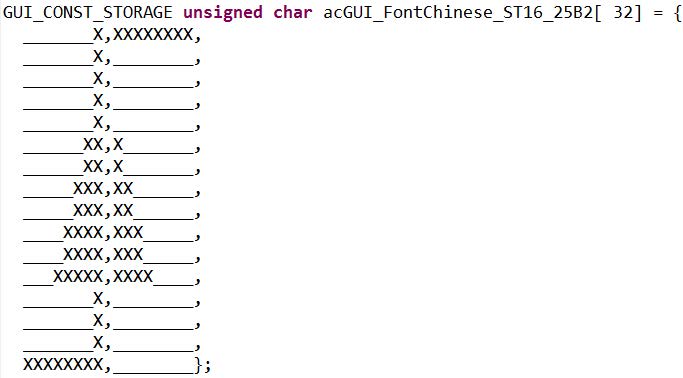 GUI_CONST_STORAGE unsigned char acGUI_FontChinese_ST16_25B2[ 32] = {
  _______X,XXXXXXXX,
  _______X,________,
  _______X,________,
  _______X,________,
  _______X,________,
  ______XX,X_______,
  ______XX,X_______,
  _____XXX,XX______,
  _____XXX,XX______,
  ____XXXX,XXX_____,
  ____XXXX,XXX_____,
  ___XXXXX,XXXX____,
  _______X,________,
  _______X,________,
  _______X,________,
  XXXXXXXX,________};